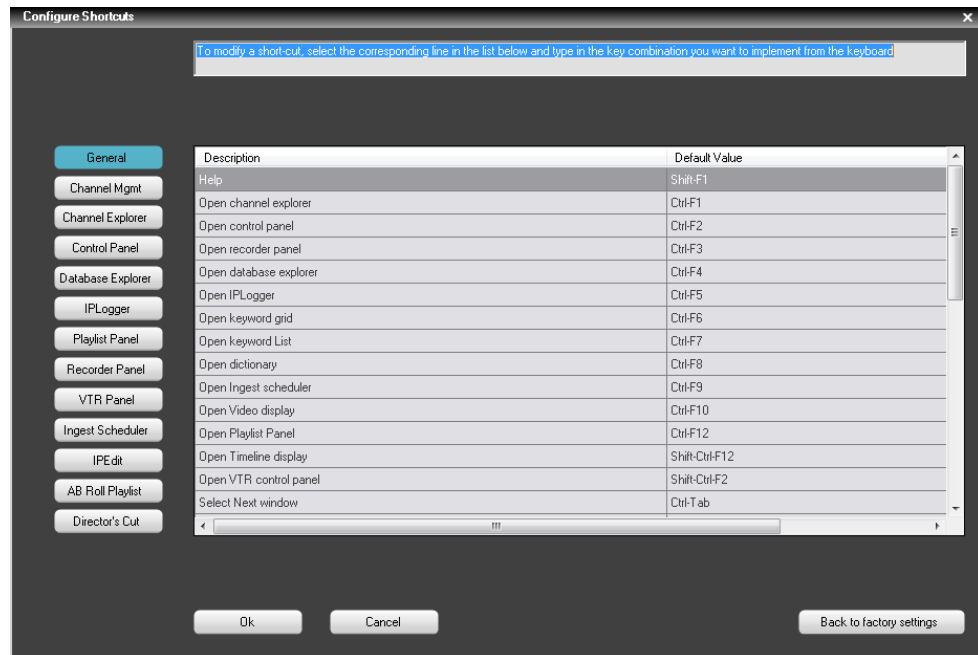 Configure Shortcuts
To modify a short-cut, select the corresponding line in the list below and type in the key combination you want to implement from the keyboard
General
Channel Mgmt
Channel Explorer
Control Panel
Database Explorer
IPLogger
Playlist Panel
Recorder Panel
VTR Panel
Ingest Scheduler
IPEdit
AB Roll Playlist
Director's Cut
Description Default Value
Help Shift-F1
Open channel explorer Ctrl-F1
Open control panel Ctrl-F2
Open recorder panel Ctrl-F3
Open database explorer Ctrl-F4
Open IPLogger Ctrl-F5
Open keyword grid Ctrl-F6
Open keyword List Ctrl-F7
Open dictionary Ctrl-F8
Open Ingest scheduler Ctrl-F9
Open Video display Ctrl-F10
Open Playlist Panel Ctrl-F12
Open Timeline display Shift-Ctrl-F12
Open VTR control panel Shift-Ctrl-F2
Select Next window Ctrl-Tab
Ok Cancel Back to factory settings